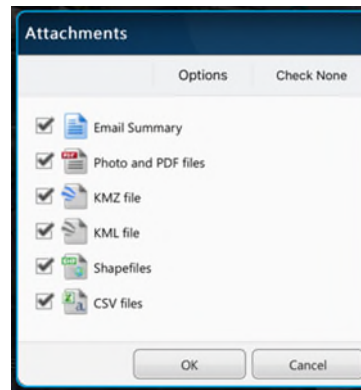 Attachments
Options Check None
Email Summary
Photo and PDF files
KMZ file
KML file
Shapefiles
CSV files
OK Cancel